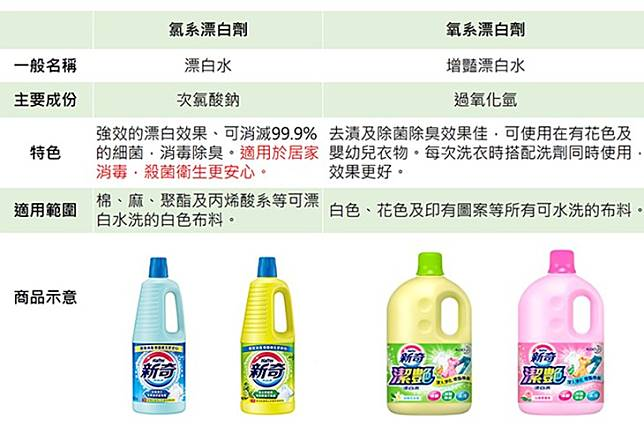 氯系漂白劑 氧系漂白劑
一般名稱 漂白水 增豔漂白水
主要成份 次氯酸鈉 過氧化氫
特色
強效的漂白效果、可消滅99.9%
的細菌，消毒除臭。適用於居家
消毒，殺菌衛生更安心。
去漬及除菌除臭效果佳，可使用在有花色及
嬰幼兒衣物。每次洗衣時搭配洗劑同時使用，
效果更好。
適用範圍
棉、麻、聚酯及丙烯酸系等可漂
白水洗的白色布料。
白色、花色及印有圖案等所有可水洗的布料。
商品示意
新奇
新奇
新奇
潔豔
漂白水
新奇
潔豔
漂白水